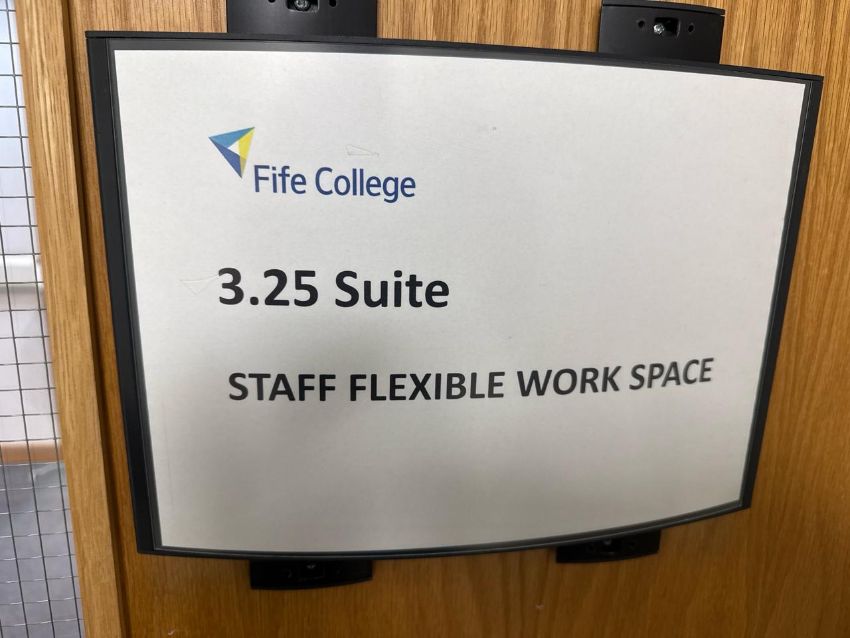 Fife College
3.25 Suite
STAFF FLEXIBLE WORK SPACE